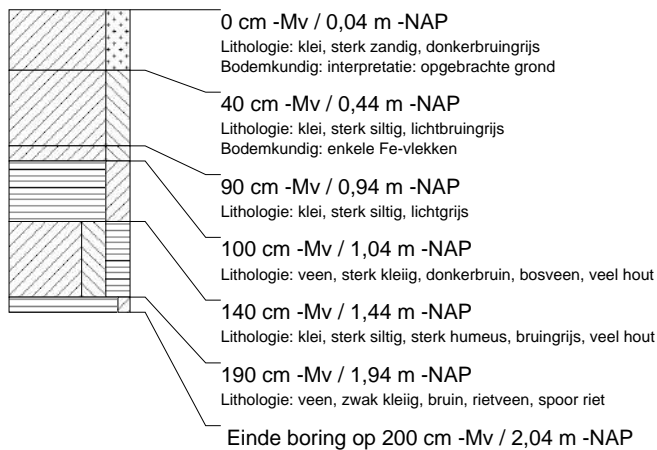 0 cm -Mv / 0,04 m -NAP
Lithologie: klei, sterk zandig, donkerbruingrijs
Bodemkundig: interpretatie: opgebrachte grond
40 cm -Mv / 0,44 m -NAP
Lithologie: klei, sterk siltig, lichtbruingrijs
Bodemkundig: enkele Fe-vlekken
90 cm -Mv / 0,94 m -NAP
Lithologie: klei, sterk siltig, lichtgrijs
100 cm -Mv / 1,04 m -NAP
Lithologie: veen, sterk kleiig, donkerbruin, bosveen, veel hout
140 cm -Mv / 1,44 m -NAP
Lithologie: klei, sterk siltig, sterk humeus, bruingrijs, veel hout
190 cm -Mv / 1,94 m -NAP
Lithologie: veen, zwak kleiig, bruin, rietveen, spoor riet
Einde boring op 200 cm -Mv / 2,04 m -NAP